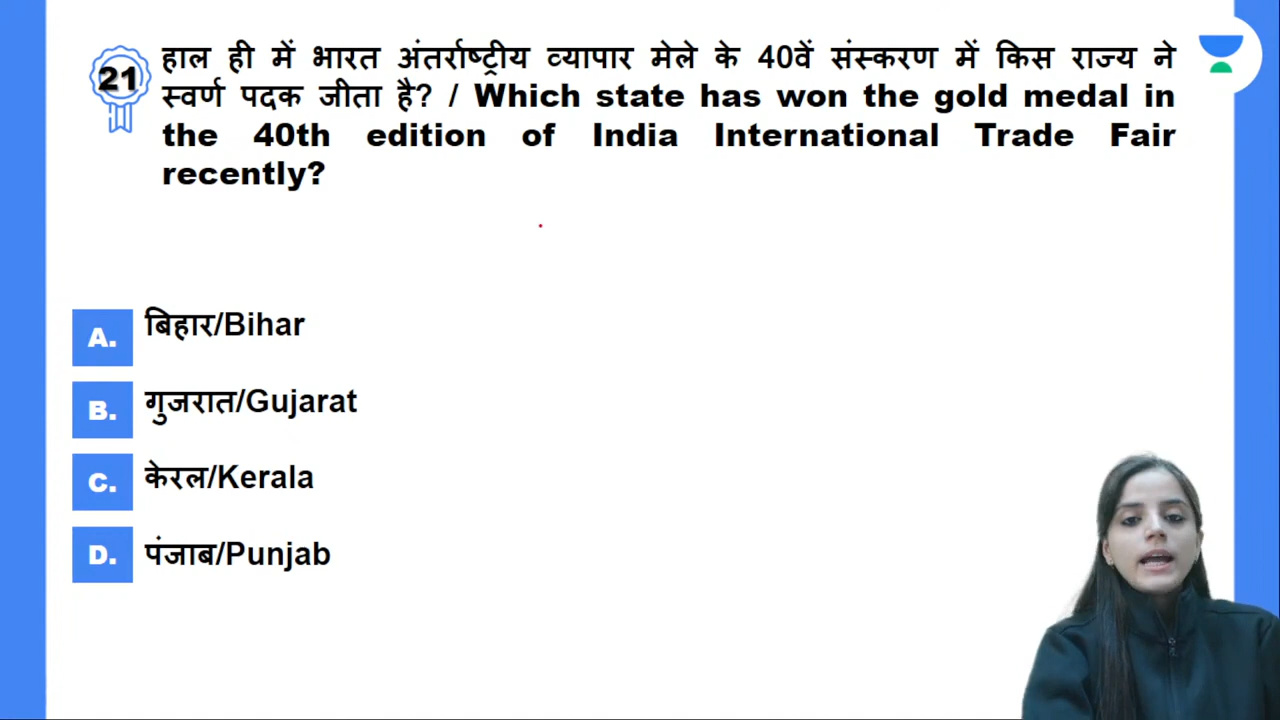 21
हाल ही में भारत अंतर्राष्ट्रीय व्यापार मेले के 40वें संस्करण में किस राज्य ने
स्वर्ण पदक जीता है? / Which state has won the gold medal in
the 40th edition of India International Trade Fair
recently?
A. बिहार/Bihar
B. गुजरात/Gujarat
C. केरल/Kerala
D. पंजाब/Punjab